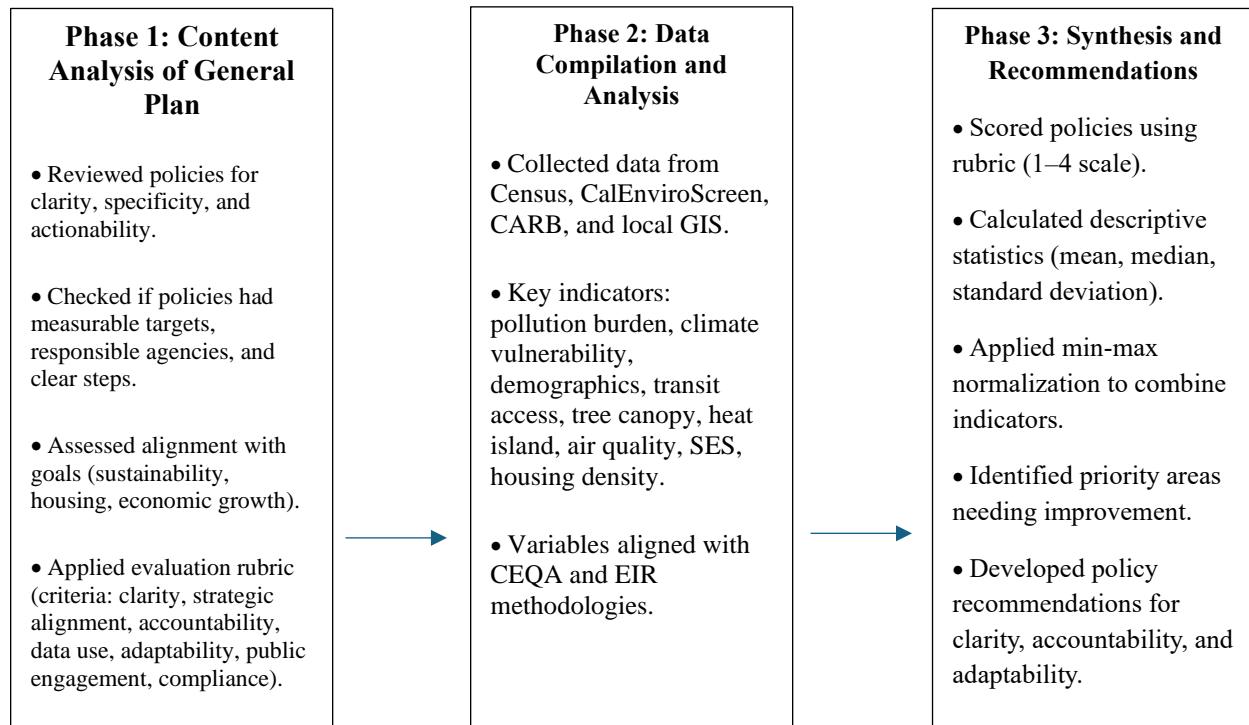 Phase 1: Content
Analysis of General
Plan
• Reviewed policies for
clarity, specificity, and
actionability.
• Checked if policies had
measurable targets,
responsible agencies, and
clear steps.
• Assessed alignment with
goals (sustainability,
housing, economic growth).
• Applied evaluation rubric
(criteria: clarity, strategic
alignment, accountability,
data use, adaptability, public
engagement, compliance).
Phase 2: Data
Compilation and
Analysis
• Collected data from
Census, CalEnviroScreen,
CARB, and local GIS.
• Key indicators:
pollution burden, climate
vulnerability,
demographics, transit
access, tree canopy, heat
island, air quality, SES,
housing density.
• Variables aligned with
CEQA and EIR
methodologies.
Phase 3: Synthesis and
Recommendations
• Scored policies using
rubric (1–4 scale).
• Calculated descriptive
statistics (mean, median,
standard deviation).
• Applied min-max
normalization to combine
indicators.
• Identified priority areas
needing improvement.
• Developed policy
recommendations for
clarity, accountability, and
adaptability.